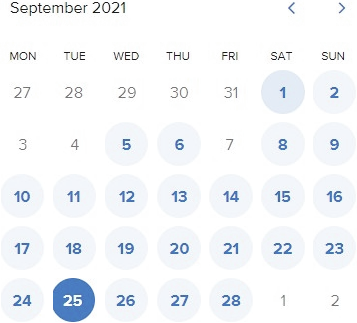 September 2021
MON TUE WED THU FRI SAT SUN
27 28 29 30 31 1 2
3 4 5 6 7 8 9
10 11 12 13 14 15 16
17 18 19 20 21 22 23
24 25 26 27 28 1 2